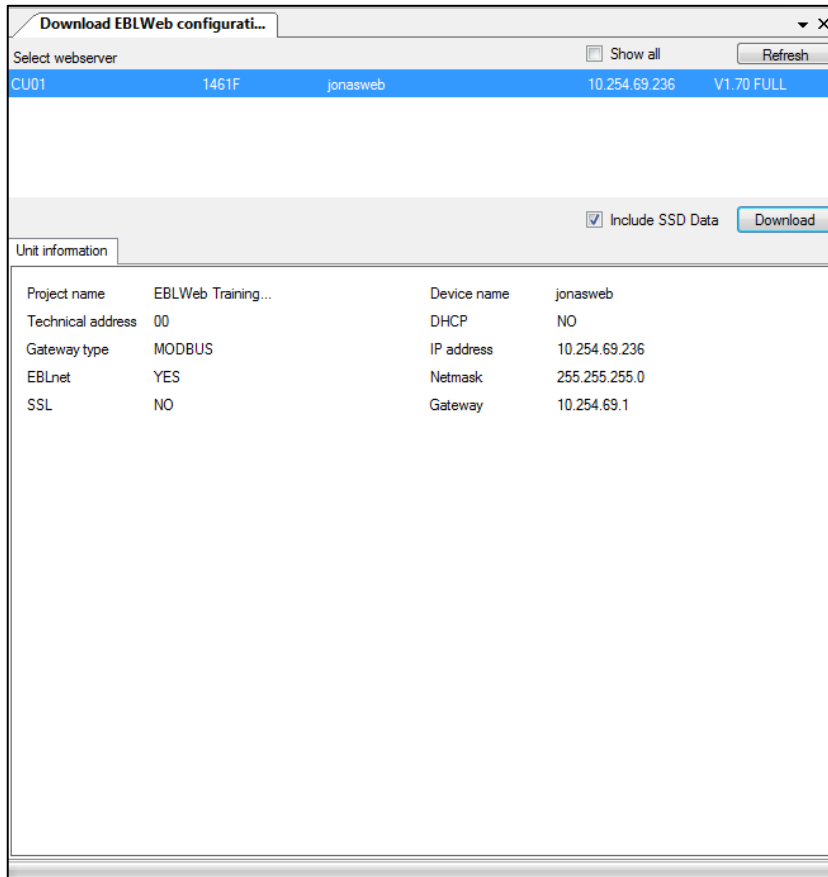 Download EBLWeb configurati...
Select webserver Show all Refresh
CU01 1461F jonasweb 10.254.69.236 V1.70 FULL
Include SSD Data Download
Unit information
Project name EBLWeb Training... Device name jonasweb
Technical address 00 DHCP NO
Gateway type MODBUS IP address 10.254.69.236
EBLnet YES Netmask 255.255.255.0
SSL NO Gateway 10.254.69.1